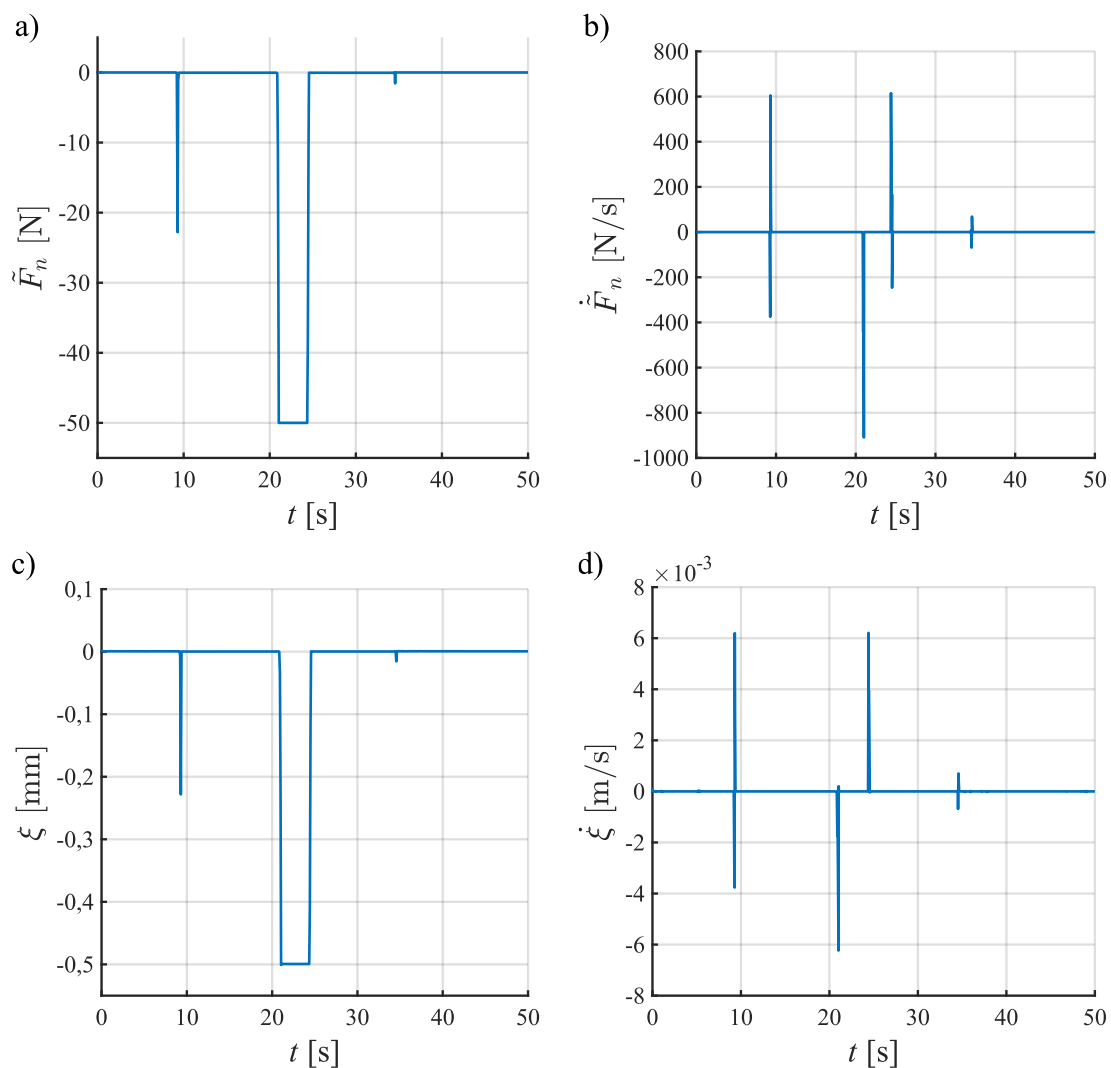 a)
0
-10
-20
-30
-40
-50
0 10 20 30 40 50
F̃ₙ [N]
t [s]
b)
800
600
400
200
0
-200
-400
-600
-800
-1000
0 10 20 30 40 50
F̃̇ₙ [N/s]
t [s]
c)
0,1
0
-0,1
-0,2
-0,3
-0,4
-0,5
0 10 20 30 40 50
ξ [mm]
t [s]
d)
×10⁻³
8
6
4
2
0
-2
-4
-6
-8
0 10 20 30 40 50
ξ̇ [m/s]
t [s]